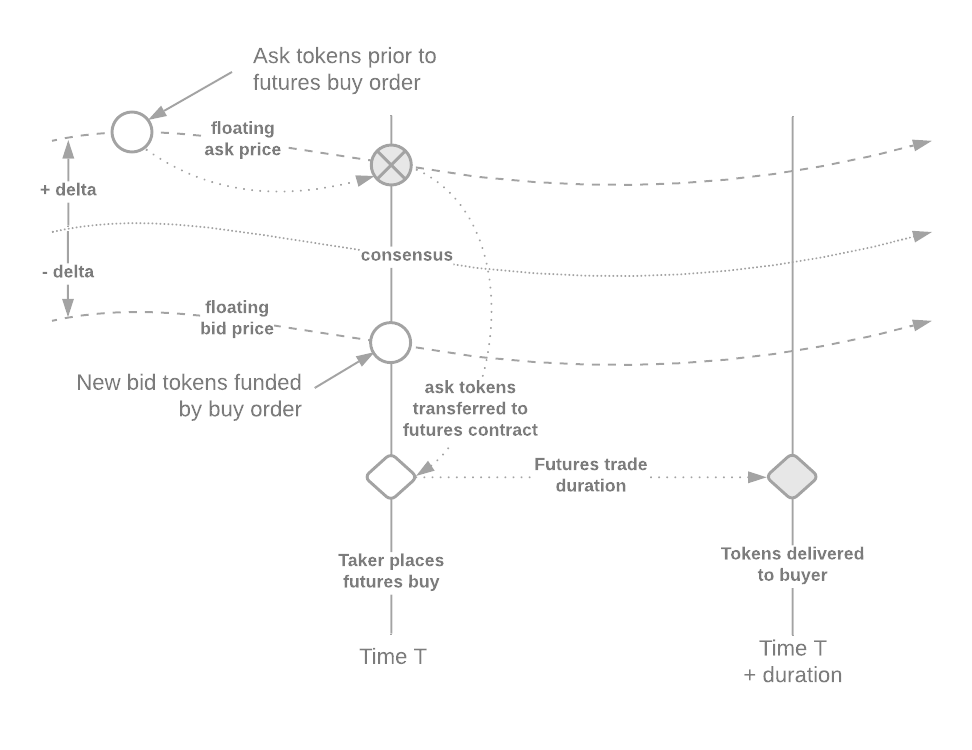 Ask tokens prior to
futures buy order
floating
ask price
+ delta
consensus
- delta
floating
bid price
New bid tokens funded
by buy order
ask tokens
transferred to
futures contract
Futures trade
duration
Taker places
futures buy
Tokens delivered
to buyer
Time T
Time T
+ duration